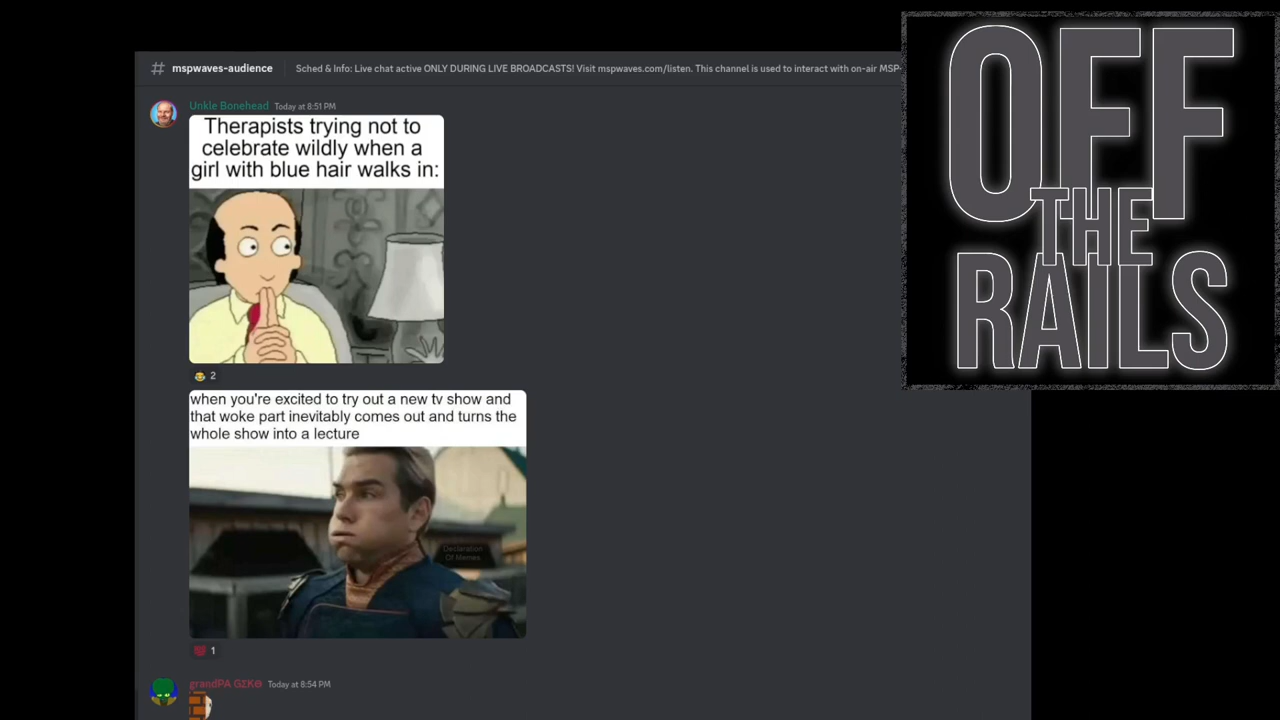 mspwaves-audience
Sched & Info: Live chat active ONLY DURING LIVE BROADCASTS! Visit mspwaves.com/listen. This channel is used to interact with on-air MSP
OFF
THE
RAILS
Unkle Bonehead Today at 8:51 PM
Therapists trying not to
celebrate wildly when a
girl with blue hair walks in:
2
when you're excited to try out a new tv show and
that woke part inevitably comes out and turns the
whole show into a lecture
Declaration
Of Memes
1
grandPA GΣKΘ Today at 8:54 PM